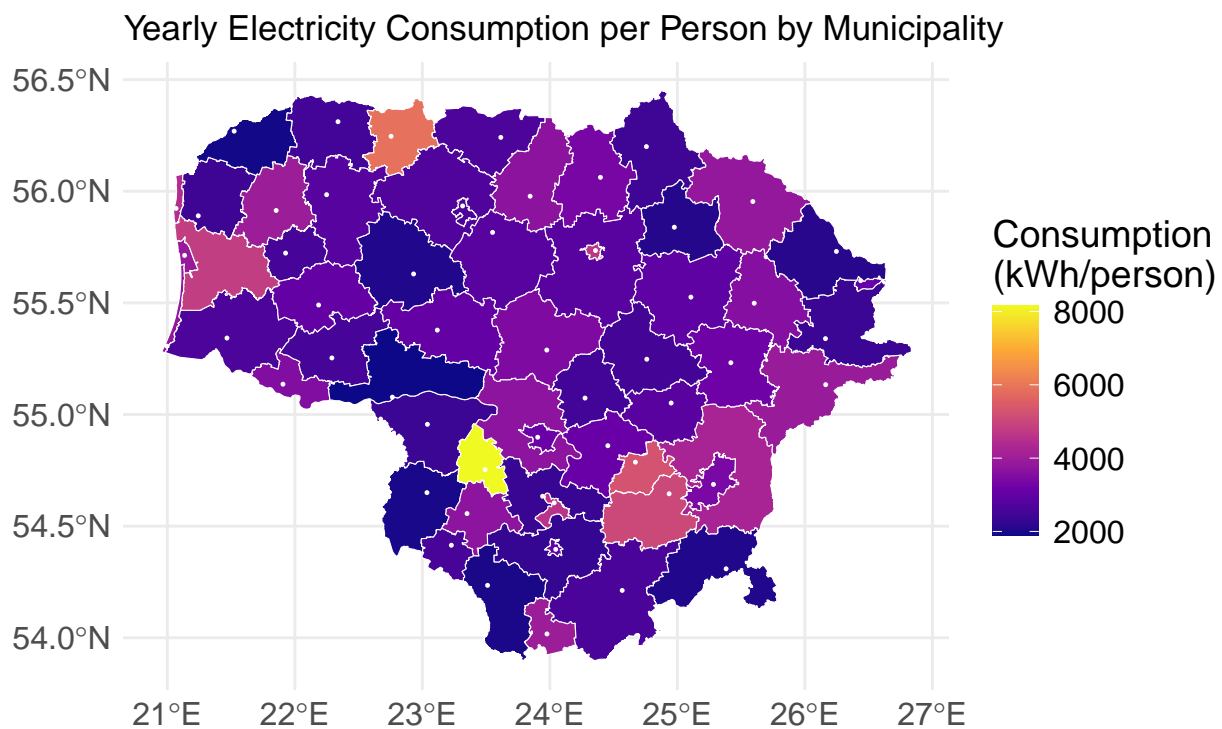 Yearly Electricity Consumption per Person by Municipality
56.5°N
56.0°N
55.5°N
55.0°N
54.5°N
54.0°N
21°E 22°E 23°E 24°E 25°E 26°E 27°E
Consumption
(kWh/person)
8000
6000
4000
2000